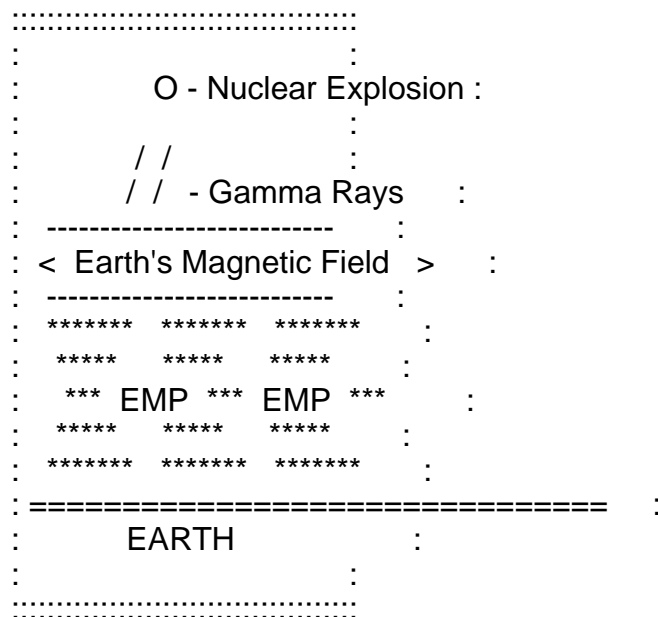 :::::::::::::::::::::::::::::::::::::::
: :
: O - Nuclear Explosion :
: :
: / / :
: / / - Gamma Rays :
: --------------------------- :
: < Earth's Magnetic Field > :
: --------------------------- :
: ******* ******* ******* :
: ***** ***** ***** :
: *** EMP *** EMP *** :
: ***** ***** ***** :
: ******* ******* ******* :
: =============================== :
: EARTH :
: :
:::::::::::::::::::::::::::::::::::::::